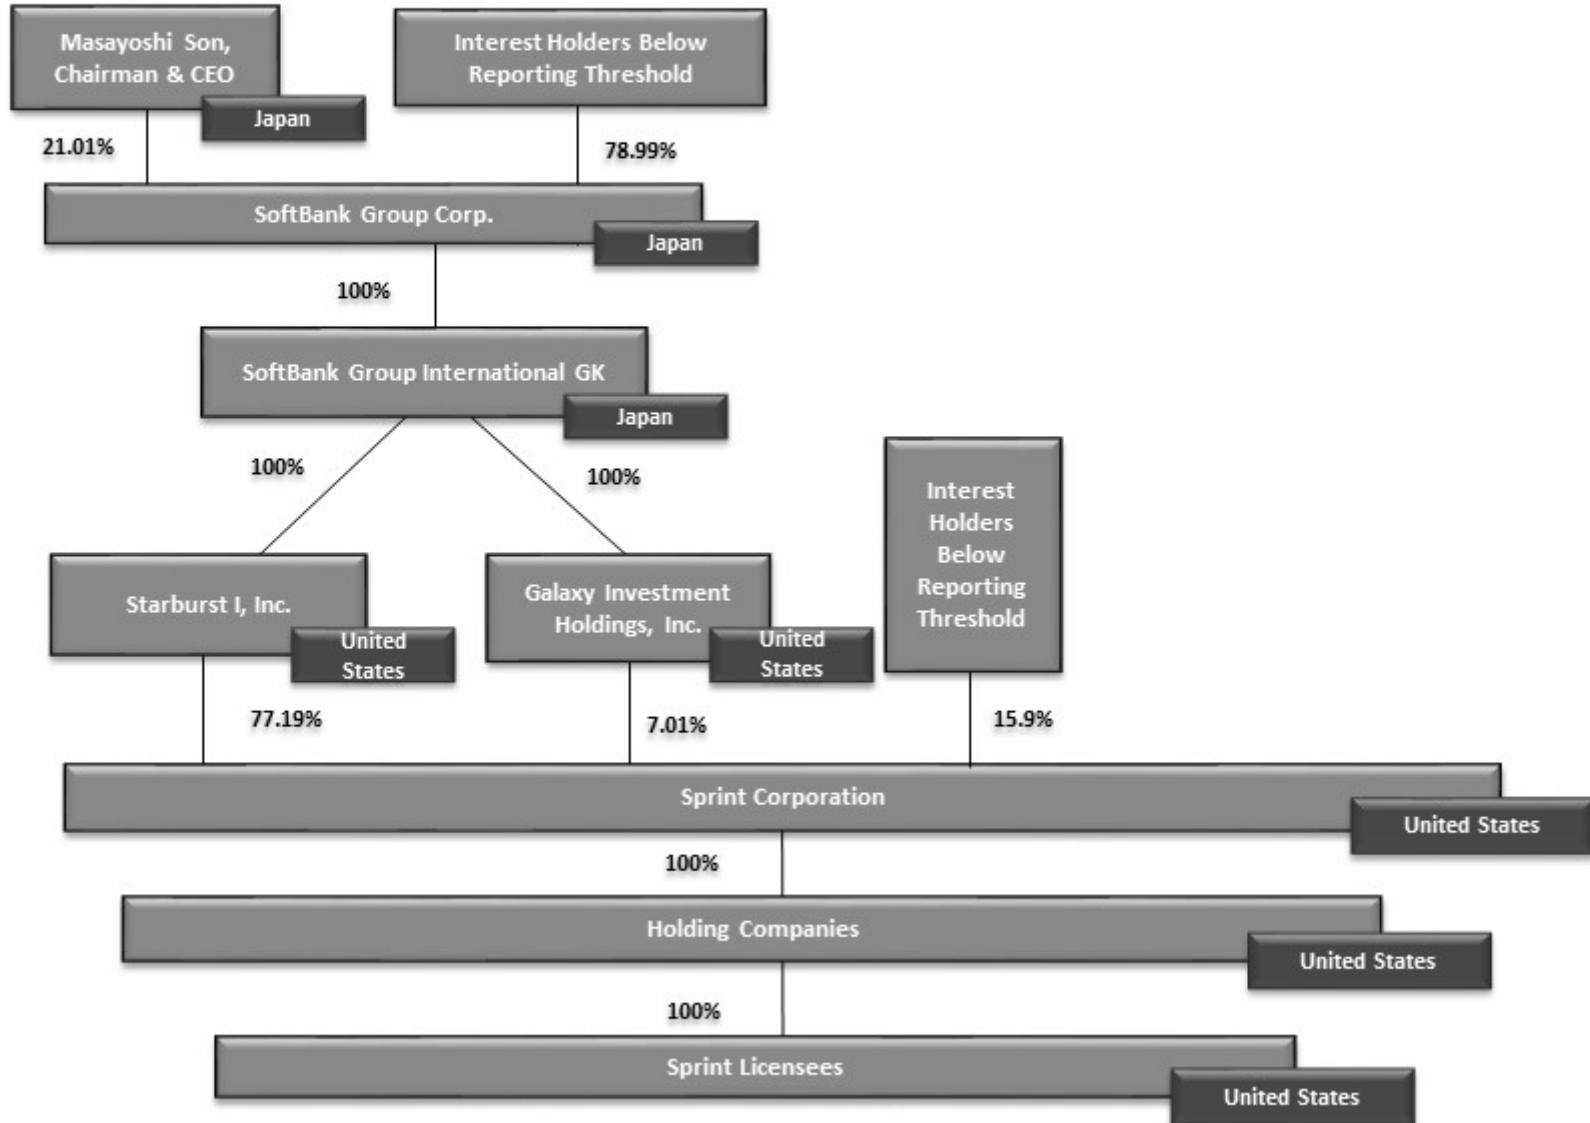 Masayoshi Son,
Chairman & CEO
Japan
Interest Holders Below
Reporting Threshold
21.01%
78.99%
SoftBank Group Corp.
Japan
100%
SoftBank Group International GK
Japan
100%
100%
Starburst I, Inc.
United
States
Galaxy Investment
Holdings, Inc.
United
States
Interest
Holders
Below
Reporting
Threshold
77.19%
7.01%
15.9%
Sprint Corporation
United States
100%
Holding Companies
United States
100%
Sprint Licensees
United States